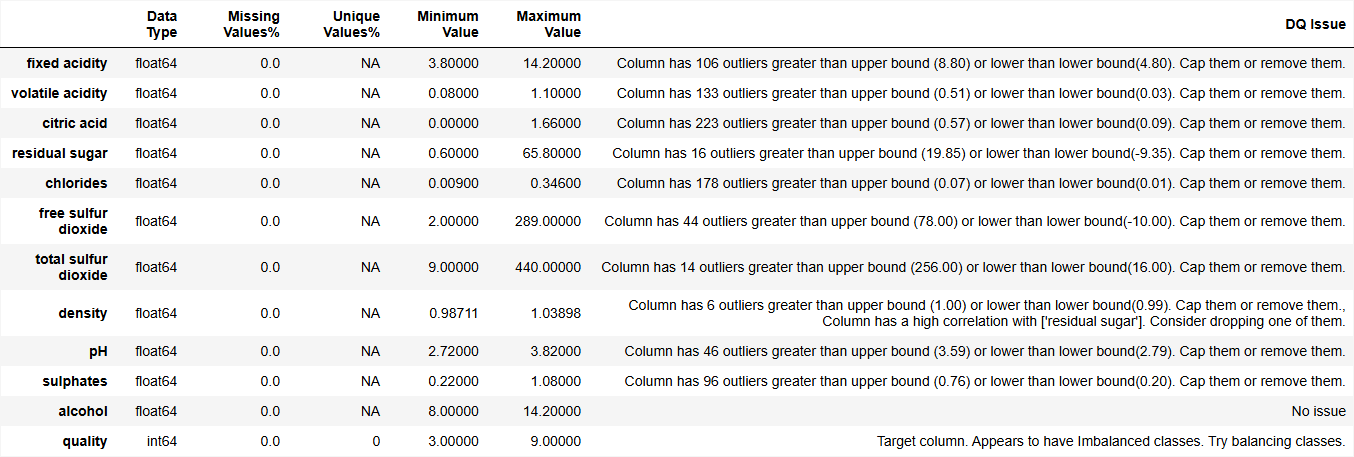 Data Type Missing Values% Unique Values% Minimum Value Maximum Value DQ Issue
fixed acidity float64 0.0 NA 3.80000 14.20000 Column has 106 outliers greater than upper bound (8.80) or lower than lower bound(4.80). Cap them or remove them.
volatile acidity float64 0.0 NA 0.08000 1.10000 Column has 133 outliers greater than upper bound (0.51) or lower than lower bound(0.03). Cap them or remove them.
citric acid float64 0.0 NA 0.00000 1.66000 Column has 223 outliers greater than upper bound (0.57) or lower than lower bound(0.09). Cap them or remove them.
residual sugar float64 0.0 NA 0.60000 65.80000 Column has 16 outliers greater than upper bound (19.85) or lower than lower bound(-9.35). Cap them or remove them.
chlorides float64 0.0 NA 0.00900 0.34600 Column has 178 outliers greater than upper bound (0.07) or lower than lower bound(0.01). Cap them or remove them.
free sulfur dioxide float64 0.0 NA 2.00000 289.00000 Column has 44 outliers greater than upper bound (78.00) or lower than lower bound(-10.00). Cap them or remove them.
total sulfur dioxide float64 0.0 NA 9.00000 440.00000 Column has 14 outliers greater than upper bound (256.00) or lower than lower bound(16.00). Cap them or remove them.
density float64 0.0 NA 0.98711 1.03898 Column has 6 outliers greater than upper bound (1.00) or lower than lower bound(0.99). Cap them or remove them.,
Column has a high correlation with ['residual sugar']. Consider dropping one of them.
pH float64 0.0 NA 2.72000 3.82000 Column has 46 outliers greater than upper bound (3.59) or lower than lower bound(2.79). Cap them or remove them.
sulphates float64 0.0 NA 0.22000 1.08000 Column has 96 outliers greater than upper bound (0.76) or lower than lower bound(0.20). Cap them or remove them.
alcohol float64 0.0 NA 8.00000 14.20000 No issue
quality int64 0.0 0 3.00000 9.00000 Target column. Appears to have Imbalanced classes. Try balancing classes.